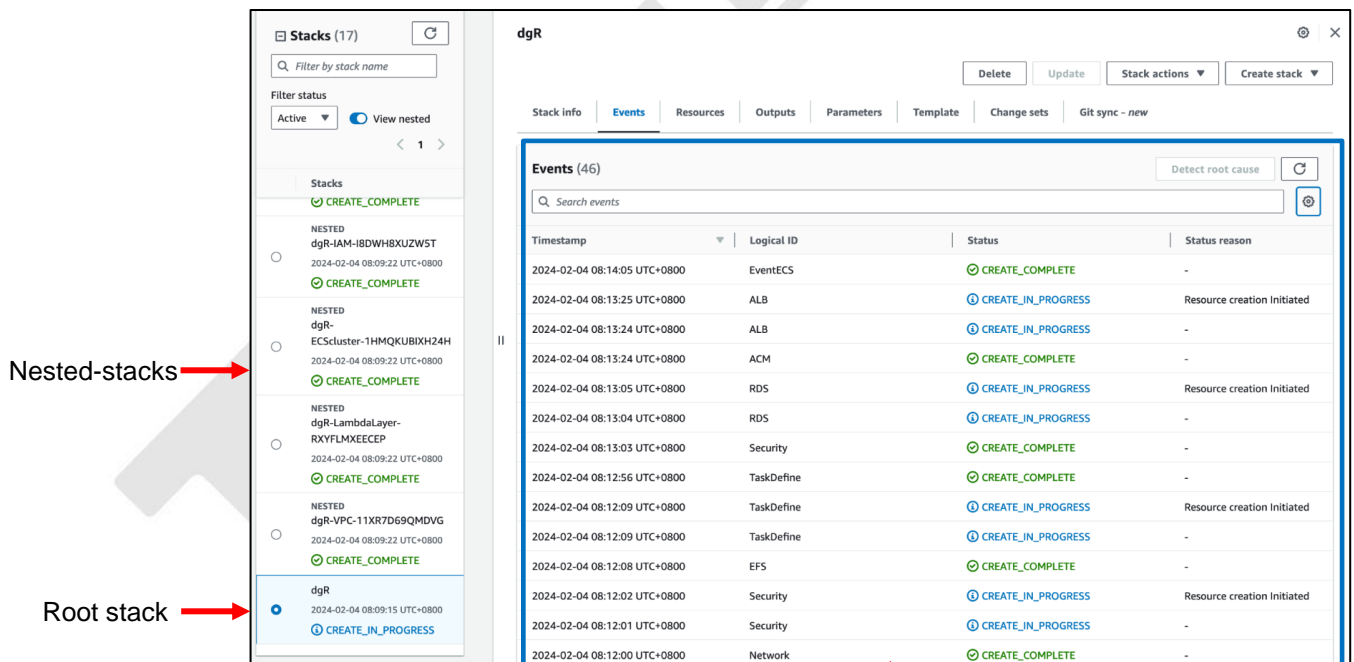 Stacks (17)
Filter by stack name
Filter status
Active
View nested
1
Stacks
CREATE_COMPLETE
NESTED
dgR-IAM-I8DWH8XUZW5T
2024-02-04 08:09:22 UTC+0800
CREATE_COMPLETE
NESTED
dgR-
ECScluster-1HMQKUBIXH24H
2024-02-04 08:09:22 UTC+0800
CREATE_COMPLETE
NESTED
dgR-LambdaLayer-
RXYFLMXEECEP
2024-02-04 08:09:22 UTC+0800
CREATE_COMPLETE
NESTED
dgR-VPC-11XR7D69QMDVG
2024-02-04 08:09:22 UTC+0800
CREATE_COMPLETE
dgR
2024-02-04 08:09:15 UTC+0800
CREATE_IN_PROGRESS
Nested-stacks
Root stack
dgR
Delete Update Stack actions Create stack
Stack info Events Resources Outputs Parameters Template Change sets Git sync - new
Events (46)
Detect root cause
Search events
Timestamp Logical ID Status Status reason
2024-02-04 08:14:05 UTC+0800 EventECS CREATE_COMPLETE -
2024-02-04 08:13:25 UTC+0800 ALB CREATE_IN_PROGRESS Resource creation Initiated
2024-02-04 08:13:24 UTC+0800 ALB CREATE_IN_PROGRESS -
2024-02-04 08:13:24 UTC+0800 ACM CREATE_COMPLETE -
2024-02-04 08:13:05 UTC+0800 RDS CREATE_IN_PROGRESS Resource creation Initiated
2024-02-04 08:13:04 UTC+0800 RDS CREATE_IN_PROGRESS -
2024-02-04 08:13:03 UTC+0800 Security CREATE_COMPLETE -
2024-02-04 08:12:56 UTC+0800 TaskDefine CREATE_COMPLETE -
2024-02-04 08:12:09 UTC+0800 TaskDefine CREATE_IN_PROGRESS Resource creation Initiated
2024-02-04 08:12:09 UTC+0800 TaskDefine CREATE_IN_PROGRESS -
2024-02-04 08:12:08 UTC+0800 EFS CREATE_COMPLETE -
2024-02-04 08:12:02 UTC+0800 Security CREATE_IN_PROGRESS Resource creation Initiated
2024-02-04 08:12:01 UTC+0800 Security CREATE_IN_PROGRESS -
2024-02-04 08:12:00 UTC+0800 Network CREATE_COMPLETE -